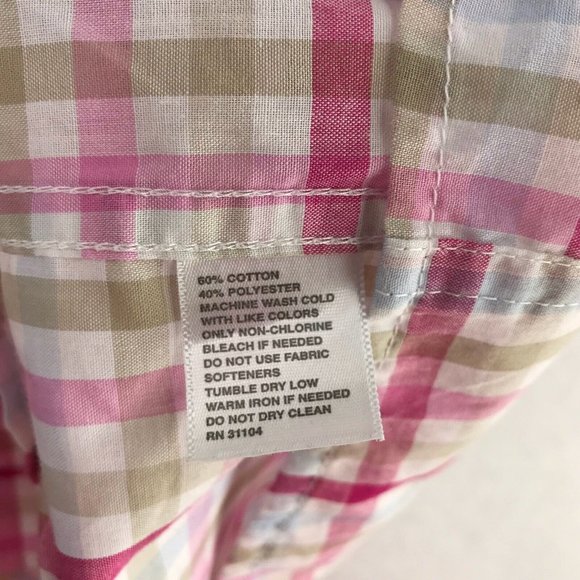 60% COTTON
40% POLYESTER
MACHINE WASH COLD
WITH LIKE COLORS
ONLY NON-CHLORINE
BLEACH IF NEEDED
DO NOT USE FABRIC
SOFTENERS
TUMBLE DRY LOW
WARM IRON IF NEEDED
DO NOT DRY CLEAN
RN 31104